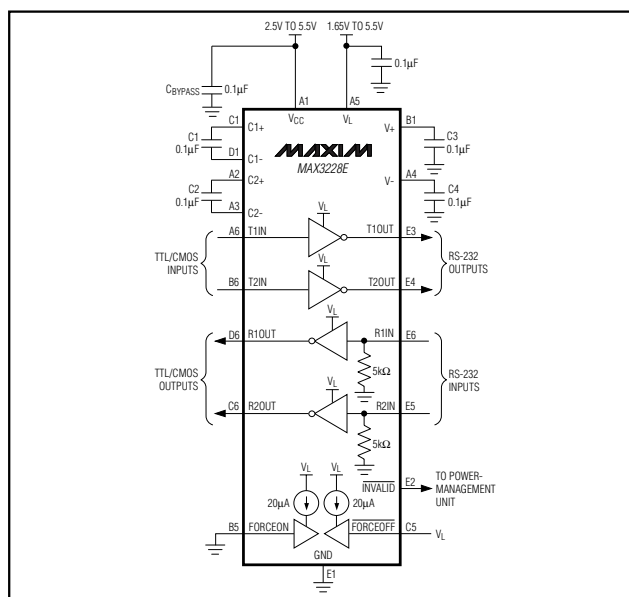 2.5V TO 5.5V 1.65V TO 5.5V
0.1µF
CBYPASS 0.1µF
A1 A5
VCC VL
C1 C1+ V+ B1
C1 0.1µF C3 0.1µF
D1 C1-
MAXIM
MAX3228E
A2 C2+ V- A4
C2 0.1µF C4 0.1µF
A3 C2-
VL
A6 T1IN T1OUT E3
TTL/CMOS INPUTS RS-232 OUTPUTS
VL
B6 T2IN T2OUT E4
VL
D6 R1OUT R1IN E6
5kΩ
TTL/CMOS OUTPUTS RS-232 INPUTS
VL
C6 R2OUT R2IN E5
5kΩ
INVALID E2 TO POWER-
MANAGEMENT
UNIT
VL VL
20µA 20µA
B5 FORCEON FORCEOFF C5 VL
GND
E1